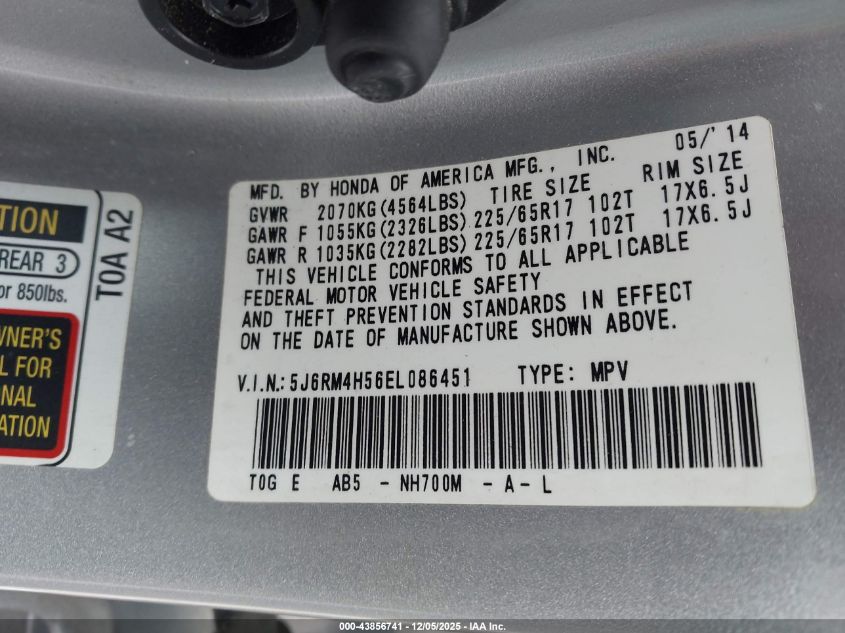 TION
REAR 3
or 850lbs.
WNER'S
L FOR
NAL
ATION
TOA A2
MFD. BY HONDA OF AMERICA MFG., INC. 05/'14
GVWR 2070KG(4564LBS) TIRE SIZE RIM SIZE
GAWR F 1055KG(2326LBS) 225/65R17 102T 17X6.5J
GAWR R 1035KG(2282LBS) 225/65R17 102T 17X6.5J
THIS VEHICLE CONFORMS TO ALL APPLICABLE
FEDERAL MOTOR VEHICLE SAFETY
AND THEFT PREVENTION STANDARDS IN EFFECT
ON THE DATE OF MANUFACTURE SHOWN ABOVE.
V.I.N.: 5J6RM4H56EL086451 TYPE: MPV
T0G E AB5 - NH700M - A - L
000-43856741 - 12/05/2025 - IAA Inc.